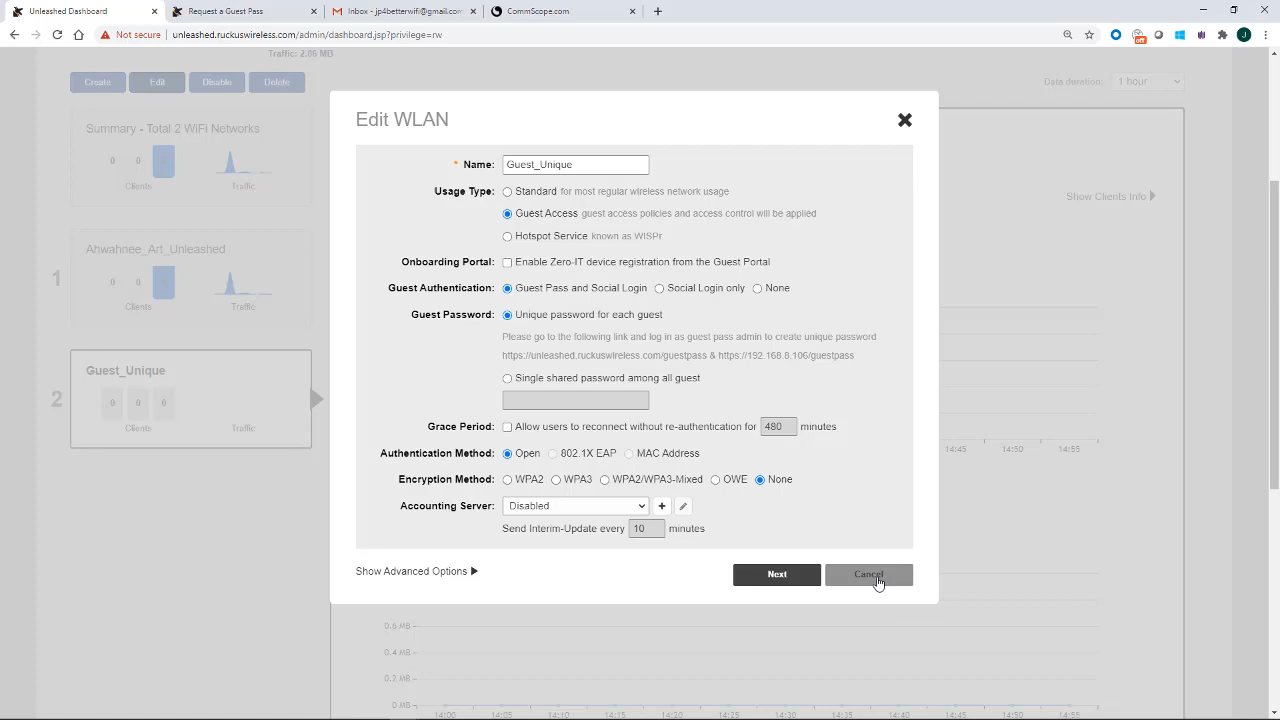 Unleashed Dashboard
Request a Guest Pass
Inbox - jp4betterwifi@gmail.com
CommScope.com
Not secure
unleashed.ruckuswireless.com/admin/dashboard.jsp?privilege=rw
J
Traffic: 2.86 MB
Create
Edit
Disable
Delete
Data duration:
1 hour
Summary - Total 2 WiFi Networks
0
0
Clients
Traffic
1
Ahwahnee_Art_Unleashed
0
0
Clients
Traffic
2
Guest_Unique
0
0
0
Clients
Traffic
Show Clients Info
Edit WLAN
* Name:
Guest_Unique
Usage Type:
Standard for most regular wireless network usage
Guest Access guest access policies and access control will be applied
Hotspot Service known as WISPr
Onboarding Portal:
Enable Zero-IT device registration from the Guest Portal
Guest Authentication:
Guest Pass and Social Login
Social Login only
None
Guest Password:
Unique password for each guest
Please go to the following link and log in as guest pass admin to create unique password
https://unleashed.ruckuswireless.com/guestpass & https://192.168.8.106/guestpass
Single shared password among all guest
Grace Period:
Allow users to reconnect without re-authentication for 480 minutes
Authentication Method:
Open
802.1X EAP
MAC Address
Encryption Method:
WPA2
WPA3
WPA2/WPA3-Mixed
OWE
None
Accounting Server:
Disabled
Send Interim-Update every 10 minutes
Show Advanced Options
Next
Cancel
14:45
14:50
14:55
0.6 MB
0.4 MB
0.2 MB
0 MB
14:00
14:05
14:10
14:15
14:20
14:25
14:30
14:35
14:40
14:45
14:50
14:55